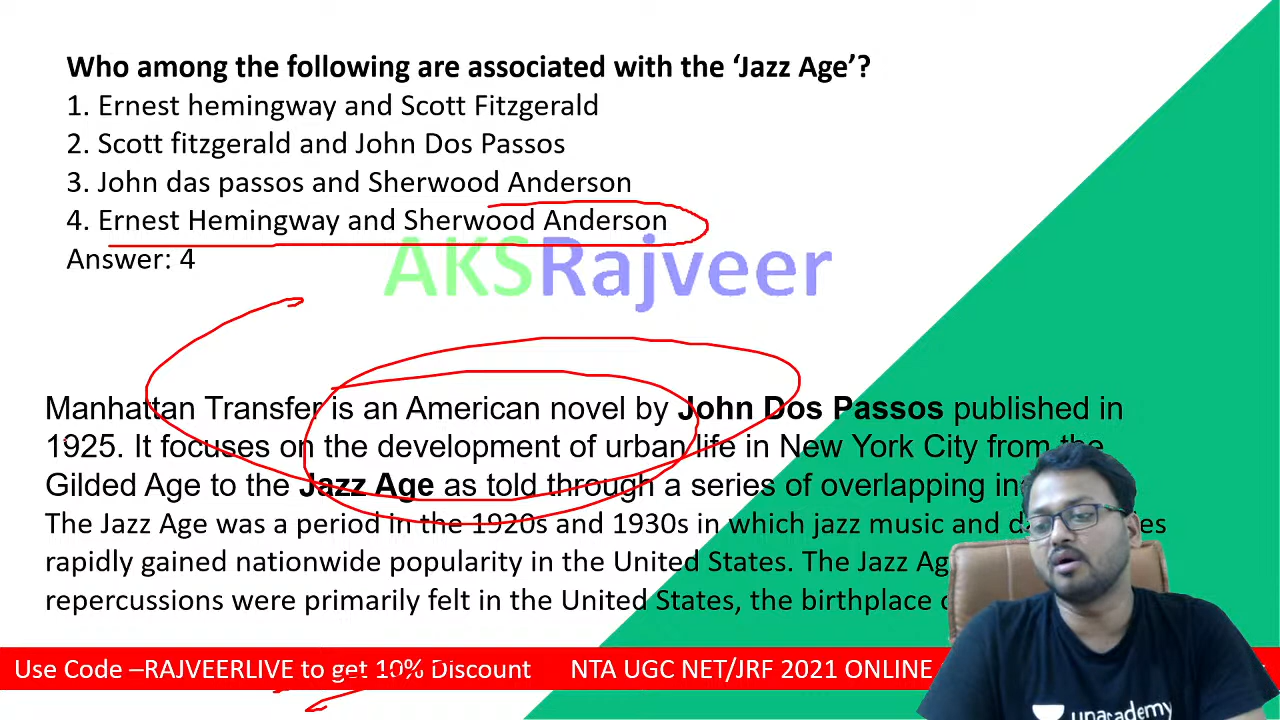 Who among the following are associated with the ‘Jazz Age’?
1. Ernest hemingway and Scott Fitzgerald
2. Scott fitzgerald and John Dos Passos
3. John das passos and Sherwood Anderson
4. Ernest Hemingway and Sherwood Anderson
Answer: 4
AKSRajveer
Manhattan Transfer is an American novel by John Dos Passos published in
1925. It focuses on the development of urban life in New York City from the
Gilded Age to the Jazz Age as told through a series of overlapping
The Jazz Age was a period in the 1920s and 1930s in which jazz music and
rapidly gained nationwide popularity in the United States. The Jazz
repercussions were primarily felt in the United States, the birthplace
Use Code –RAJVEERLIVE to get 10% Discount NTA UGC NET/JRF 2021 ONLINE
unacademy